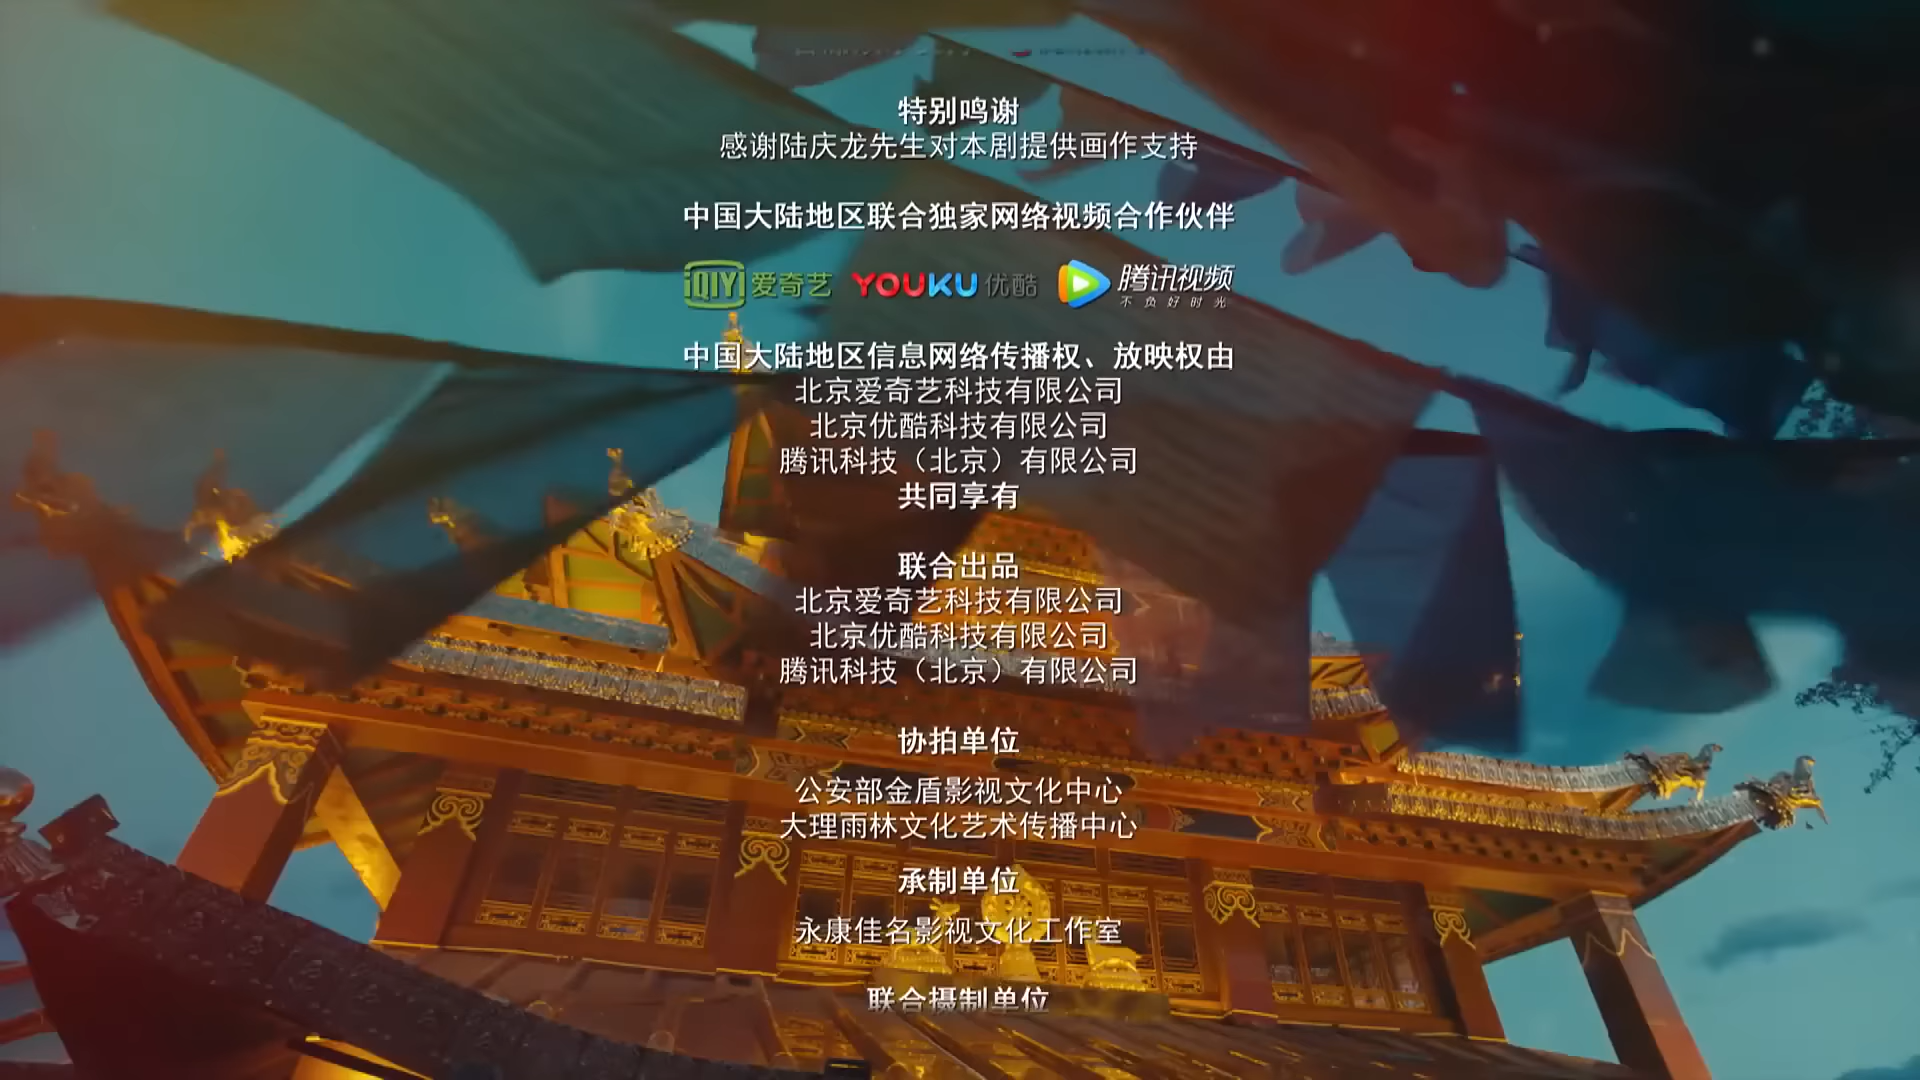 特别鸣谢
感谢陆庆龙先生对本剧提供画作支持
中国大陆地区联合独家网络视频合作伙伴
iQIY 爱奇艺 YOUKU 优酷 腾讯视频
不负好时光
中国大陆地区信息网络传播权、放映权由
北京爱奇艺科技有限公司
北京优酷科技有限公司
腾讯科技（北京）有限公司
共同享有
联合出品
北京爱奇艺科技有限公司
北京优酷科技有限公司
腾讯科技（北京）有限公司
协拍单位
公安部金盾影视文化中心
大理雨林文化艺术传播中心
承制单位
永康佳名影视文化工作室
联合摄制单位